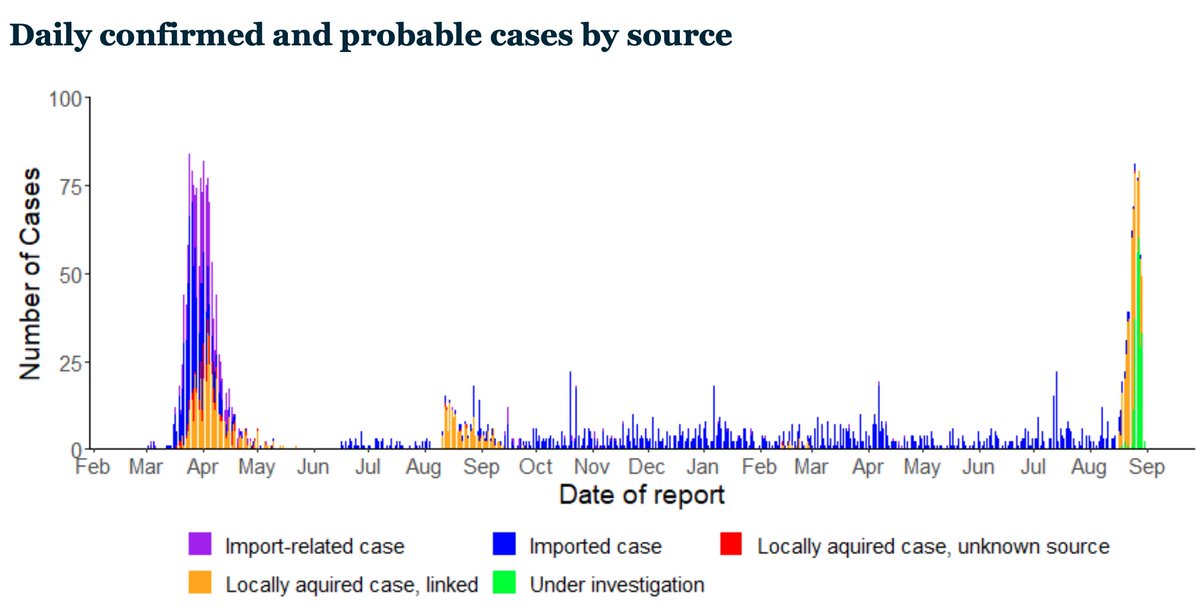 Daily confirmed and probable cases by source
100
75
50
25
0
Number of Cases
Feb Mar Apr May Jun Jul Aug Sep Oct Nov Dec Jan Feb Mar Apr May Jun Jul Aug Sep
Date of report
Import-related case Imported case Locally aquired case, unknown source
Locally aquired case, linked Under investigation